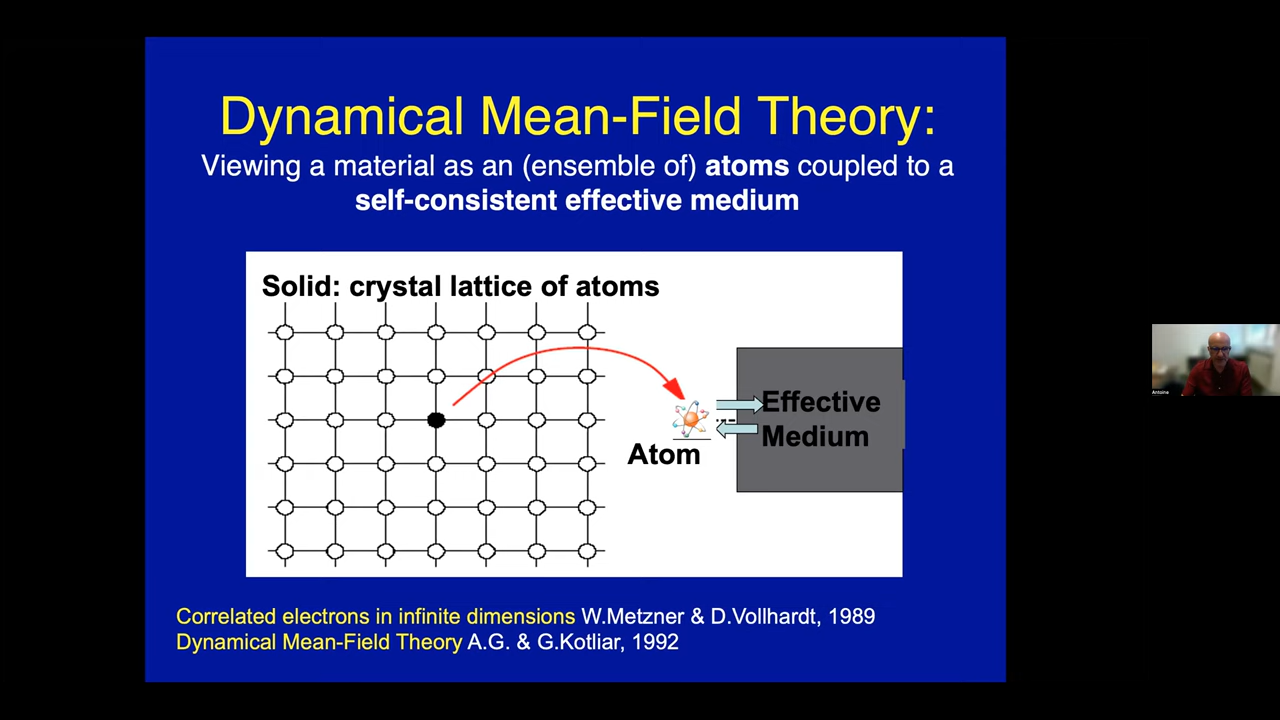 Dynamical Mean-Field Theory:
Viewing a material as an (ensemble of) atoms coupled to a
self-consistent effective medium
Solid: crystal lattice of atoms
Effective
Medium
Atom
Correlated electrons in infinite dimensions W.Metzner & D.Vollhardt, 1989
Dynamical Mean-Field Theory A.G. & G.Kotliar, 1992
Antoine